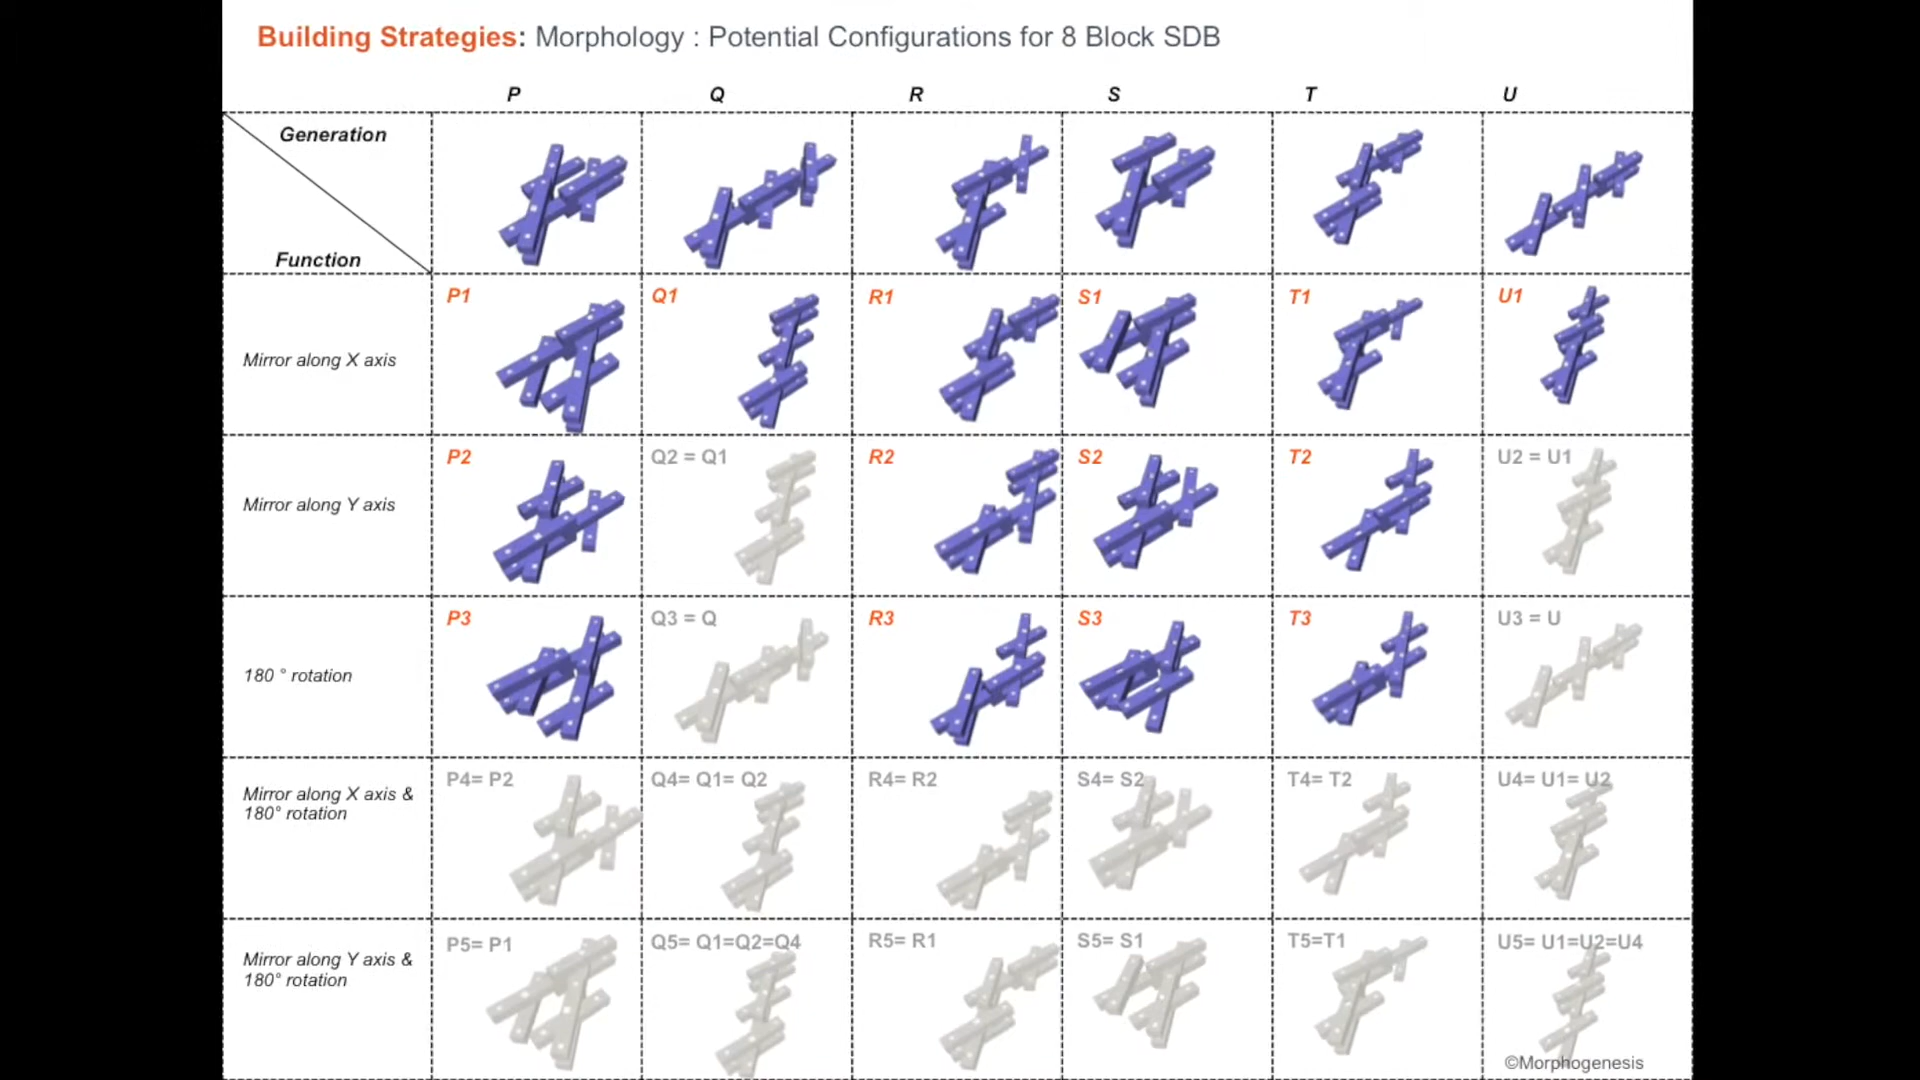 Building Strategies: Morphology : Potential Configurations for 8 Block SDB
P Q R S T U
Generation
Function
P1 Q1 R1 S1 T1 U1
Mirror along X axis
P2 Q2 = Q1 R2 S2 T2 U2 = U1
Mirror along Y axis
P3 Q3 = Q R3 S3 T3 U3 = U
180 ° rotation
P4= P2 Q4= Q1= Q2 R4= R2 S4= S2 T4= T2 U4= U1= U2
Mirror along X axis &
180° rotation
P5= P1 Q5= Q1=Q2=Q4 R5= R1 S5= S1 T5=T1 U5= U1=U2=U4
Mirror along Y axis &
180° rotation
©Morphogenesis